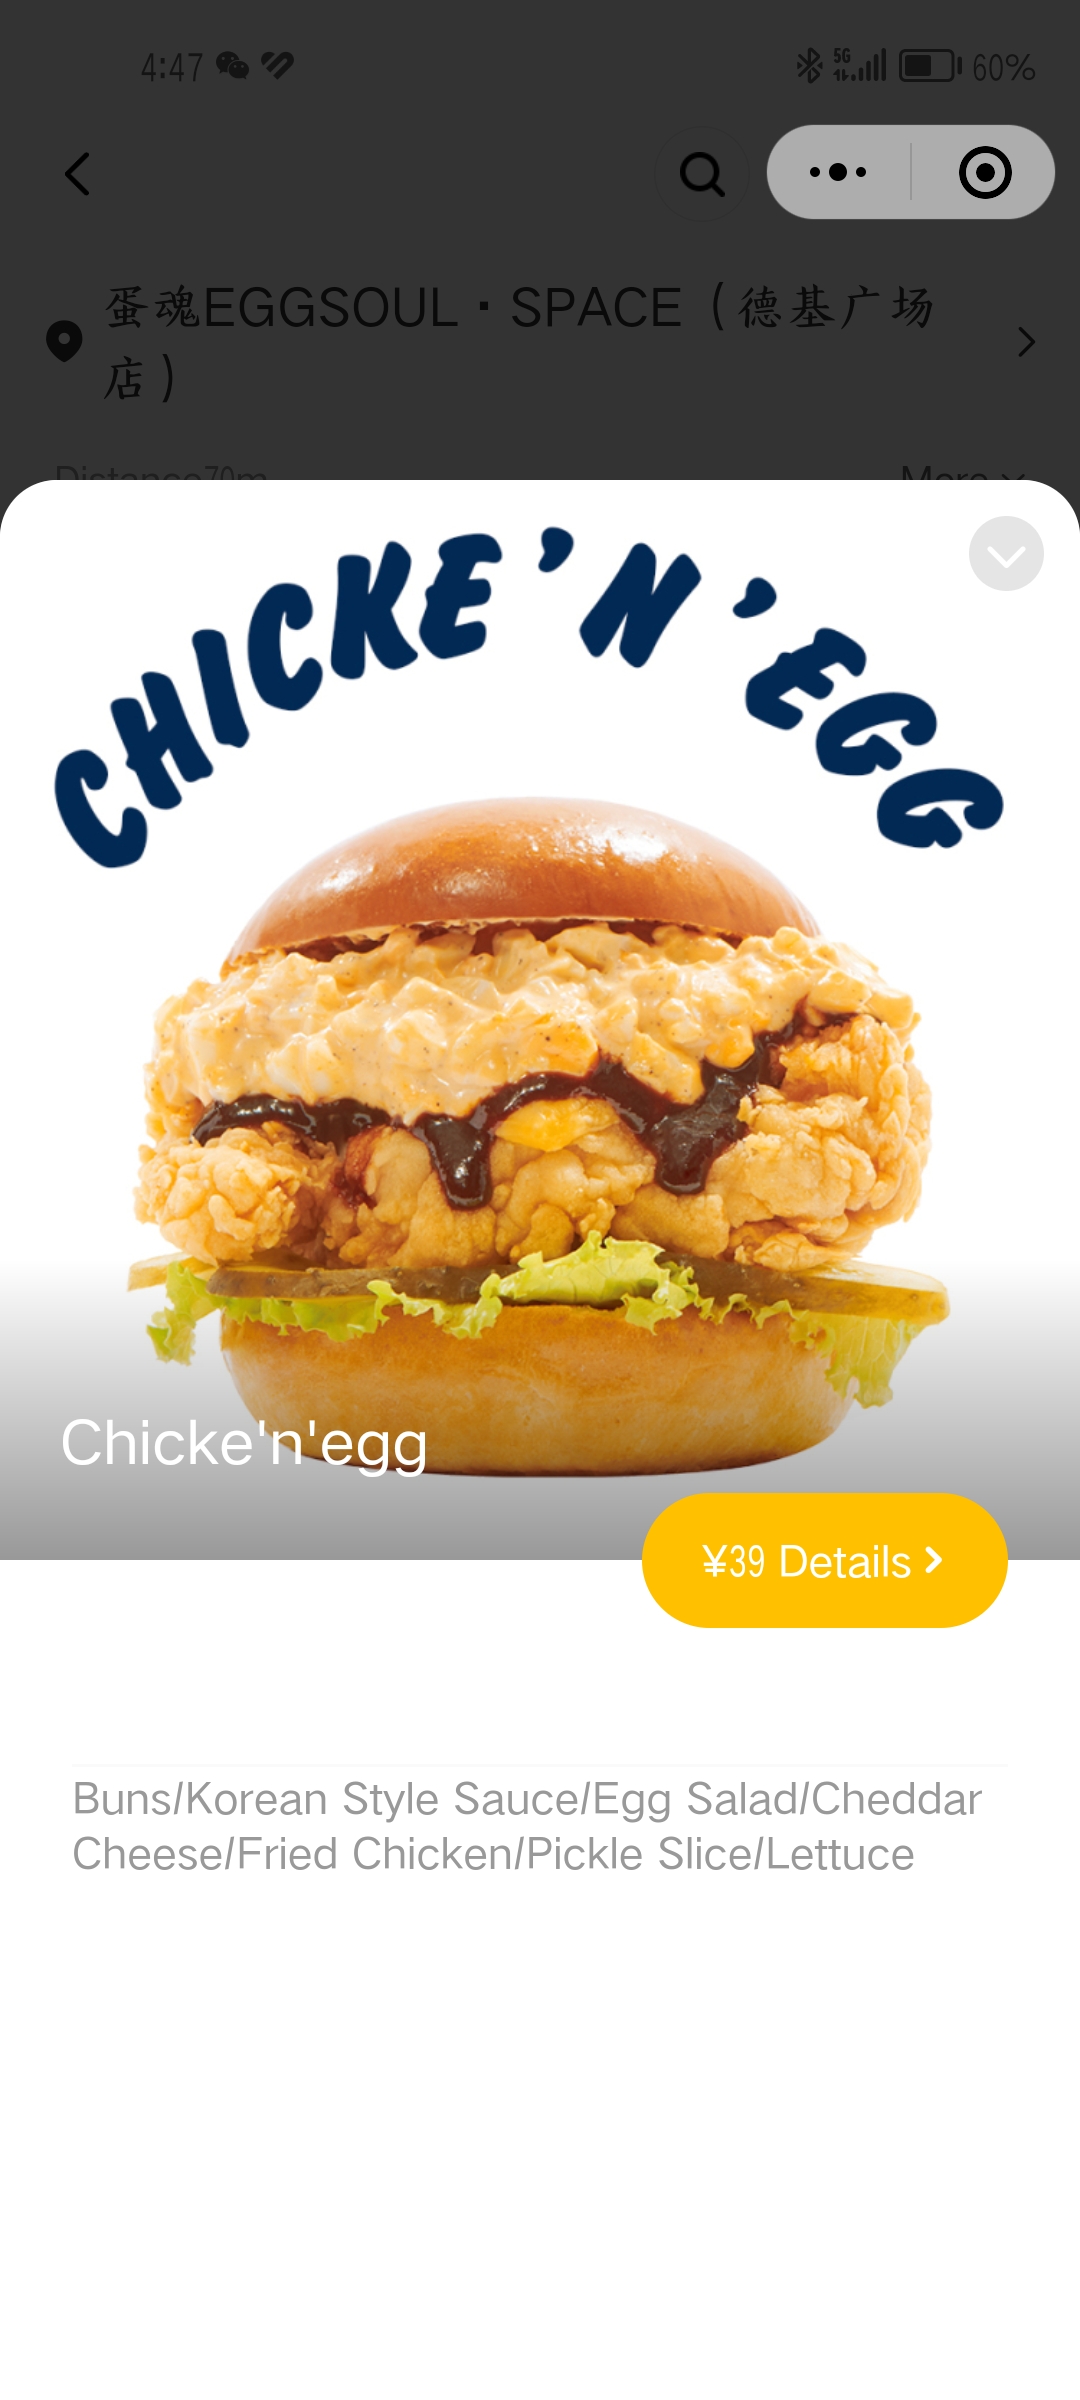 4:47
5G
60%
蛋魂EGGSOUL · SPACE（德基广场
店）
Distance70m
More
CHICKE'N'EGG
Chicke'n'egg
¥39 Details
Buns/Korean Style Sauce/Egg Salad/Cheddar
Cheese/Fried Chicken/Pickle Slice/Lettuce